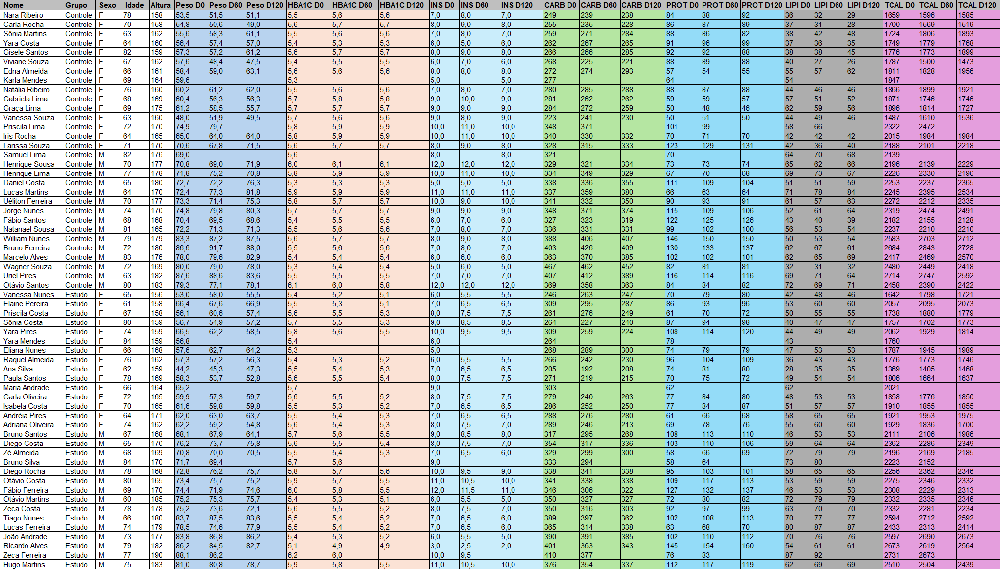 Nome Grupo Sexo Idade Altura Peso D0 Peso D60 Peso D120 HBA1C D0 HBA1C D60 HBA1C D120 INS D0 INS D60 INS D120 CARB D0 CARB D60 CARB D120 PROT D0 PROT D60 PROT D120 LIPI D0 LIPI D60 LIPI D120 TCAL D0 TCAL D60 TCAL D120
Nara Ribeiro Controle F 78 158 53,5 51,5 51,1 5,5 5,6 5,6 7,0 8,0 7,0 249 239 238 84 88 92 36 32 29 1659 1596 1585
Carla Rocha Controle F 70 158 54,8 50,6 49,0 5,6 5,7 5,7 8,0 9,0 8,0 255 235 228 86 87 89 37 31 28 1700 1569 1519
Sônia Martins Controle F 63 162 55,6 58,3 61,1 5,5 5,6 5,6 7,0 8,0 7,0 259 271 284 88 86 82 38 42 48 1724 1806 1893
Yara Costa Controle F 64 160 56,4 57,4 57,0 5,4 5,3 5,6 6,0 5,0 6,0 262 267 265 91 96 99 37 36 35 1749 1779 1768
Gisele Santos Controle F 82 159 57,3 57,2 61,2 5,6 5,7 5,7 8,0 9,0 8,0 266 266 285 92 92 88 38 38 45 1776 1773 1899
Viviane Souza Controle F 67 162 57,6 48,4 47,5 5,4 5,5 5,5 6,0 7,0 6,0 268 225 221 88 89 88 40 27 26 1787 1500 1473
Edna Almeida Controle F 66 161 58,4 59,0 63,1 5,6 5,6 5,6 8,0 8,0 8,0 272 274 293 57 54 55 55 57 62 1811 1828 1956
Karla Mendes Controle F 69 164 59,6 5,3 5,0 5,0 277 64 54 1847
Natália Ribeiro Controle F 76 160 60,2 61,2 62,0 5,5 5,6 5,6 7,0 8,0 7,0 280 285 288 88 87 88 44 46 46 1866 1899 1921
Gabriela Lima Controle F 68 169 60,4 56,3 56,3 5,7 5,8 5,8 9,0 10,0 9,0 281 262 262 59 59 57 57 51 52 1871 1746 1746
Graça Lima Controle F 69 175 61,2 58,5 55,7 5,7 5,7 5,7 9,0 9,0 9,0 284 272 259 50 48 46 62 59 56 1896 1814 1727
Vanessa Souza Controle F 63 160 48,0 51,9 49,5 5,7 5,6 5,6 9,0 8,0 9,0 223 241 230 50 51 50 44 49 46 1487 1610 1536
Priscila Lima Controle F 72 170 74,9 79,7 5,8 5,9 5,9 10,0 11,0 10,0 348 371 101 99 58 66 2322 2472
Iris Rocha Controle F 64 165 65,0 64,0 64,0 5,8 5,9 5,9 10,0 11,0 10,0 340 330 332 70 71 70 42 42 42 2015 1984 1984
Larissa Souza Controle F 71 170 70,6 67,8 71,5 5,6 5,7 5,7 8,0 9,0 8,0 328 315 333 123 129 131 42 36 40 2188 2101 2218
Samuel Lima Controle M 82 176 69,0 5,6 8,0 8,0 321 70 64 70 68 2139
Henrique Sousa Controle M 70 177 70,8 69,0 71,9 6,0 6,1 6,1 12,0 12,0 12,0 329 321 334 73 73 74 65 62 66 2196 2139 2229
Henrique Lima Controle M 77 178 71,8 75,2 70,8 5,8 5,9 5,9 10,0 11,0 10,0 334 349 329 67 70 68 69 73 67 2226 2330 2196
Daniel Costa Controle M 65 180 72,7 72,2 76,3 5,3 5,3 5,3 5,0 5,0 5,0 338 336 355 111 109 104 51 51 59 2253 2237 2365
Lucas Martins Controle M 64 170 72,4 77,3 81,8 5,9 5,9 5,9 11,0 11,0 10,0 337 359 380 66 63 64 71 78 84 2245 2395 2534
Uéliton Ferreira Controle M 70 177 73,3 71,4 75,3 5,8 5,7 5,7 10,0 9,0 10,0 341 332 350 90 93 91 61 57 63 2272 2212 2335
Jorge Nunes Controle M 74 170 74,8 79,8 80,3 5,7 5,7 5,7 9,0 9,0 9,0 348 371 374 115 109 106 52 61 64 2319 2474 2491
Fábio Santos Controle M 68 168 70,4 69,5 68,6 5,4 5,5 5,5 6,0 7,0 6,0 327 323 319 122 125 126 43 40 39 2182 2155 2128
Natanael Sousa Controle M 81 165 72,2 71,3 71,3 5,5 5,6 5,6 7,0 8,0 7,0 336 331 331 99 102 100 56 53 54 2237 2210 2210
William Nunes Controle M 79 179 83,3 87,2 87,5 5,6 5,7 5,7 8,0 9,0 8,0 388 406 407 146 150 150 50 53 54 2583 2703 2712
Bruno Ferreira Controle M 72 180 86,6 91,7 88,0 5,5 5,6 5,6 7,0 8,0 7,0 403 426 409 130 133 137 62 67 61 2684 2843 2728
Marcelo Alves Controle M 83 176 78,0 79,6 82,9 5,4 5,4 5,4 6,0 6,0 6,0 363 370 385 102 102 101 62 65 69 2417 2469 2570
Wagner Souza Controle M 72 169 80,0 79,0 78,0 5,3 5,4 5,4 5,0 6,0 5,0 467 462 452 82 81 81 32 31 32 2480 2449 2418
Uriel Pires Controle M 63 182 87,6 88,6 83,6 5,5 5,5 5,5 7,0 7,0 7,0 407 412 389 116 114 116 69 71 64 2714 2747 2592
Otávio Santos Controle M 80 183 79,3 77,1 78,1 6,1 6,0 5,8 12,0 12,0 12,0 369 358 363 84 84 82 72 69 71 2458 2390 2422
Vanessa Nunes Estudo F 65 156 53,0 58,0 55,5 5,4 5,2 5,1 6,0 5,5 5,5 246 263 247 70 79 80 42 48 46 1642 1798 1721
Elaine Pereira Estudo F 61 158 66,4 67,6 66,9 5,5 5,3 5,1 7,0 6,5 6,5 309 295 287 86 93 96 53 60 60 2057 2095 2073
Priscila Costa Estudo F 67 158 56,1 60,6 57,4 5,6 5,5 5,3 8,0 7,5 7,5 261 276 249 61 70 72 50 55 55 1738 1880 1779
Sônia Costa Estudo F 80 159 56,7 54,9 57,2 5,7 5,5 5,3 9,0 8,5 8,5 264 227 240 87 94 98 40 47 47 1757 1702 1773
Yara Pires Estudo F 74 159 66,5 62,2 58,5 5,8 5,6 5,5 10,0 9,5 9,5 309 259 224 108 114 120 44 49 49 2062 1929 1814
Yara Mendes Estudo F 84 159 56,8 5,4 6,0 264 78 43 1760
Eliana Nunes Estudo F 66 168 57,6 62,7 64,2 5,3 5,0 268 289 300 74 79 79 47 53 53 1787 1945 1989
Raquel Almeida Estudo F 76 162 57,3 57,2 56,3 5,4 5,3 5,2 6,0 5,5 5,5 266 242 230 96 104 109 36 43 43 1776 1773 1746
Ana Silva Estudo F 62 159 44,2 45,3 47,3 5,5 5,4 5,3 7,0 6,5 6,5 205 192 208 74 81 80 28 35 35 1369 1405 1468
Paula Santos Estudo F 78 169 58,3 53,7 52,8 5,6 5,5 5,4 8,0 7,5 7,5 271 219 215 70 75 72 49 54 54 1806 1664 1637
Maria Andrade Estudo F 66 164 65,2 5,7 9,0 303 62 62 2021
Carla Oliveira Estudo F 72 165 59,9 57,3 59,7 5,6 5,5 5,2 8,0 7,5 7,5 279 240 263 77 84 80 48 53 53 1858 1776 1850
Isabela Costa Estudo F 70 165 61,6 59,8 59,8 5,5 5,3 5,2 7,0 6,5 6,5 286 252 250 77 84 87 51 57 57 1910 1855 1855
Andréia Pires Estudo F 64 171 62,0 63,0 63,7 5,5 5,4 5,3 7,0 6,5 6,5 288 276 280 61 66 68 58 65 65 1921 1953 1975
Adriana Oliveira Estudo F 74 162 62,2 59,2 54,8 5,6 5,4 5,3 8,0 7,5 7,0 289 246 213 69 78 76 55 60 60 1929 1836 1700
Bruno Santos Estudo M 67 168 68,1 67,9 64,1 5,7 5,6 5,5 9,0 8,5 8,0 317 295 268 108 113 110 46 53 53 2111 2106 1986
Diego Costa Estudo M 65 170 76,2 73,7 75,8 5,6 5,5 5,4 8,0 7,5 7,0 354 317 336 103 110 106 59 64 64 2362 2286 2349
Zé Almeida Estudo M 68 169 70,8 70,0 70,5 5,5 5,4 5,3 7,0 6,5 6,0 329 299 300 58 66 69 72 79 79 2196 2169 2185
Bruno Silva Estudo M 84 170 71,7 69,4 5,7 5,6 9,0 333 294 58 64 73 80 2223 2152
Diego Rocha Estudo M 78 168 72,8 76,2 75,7 5,8 5,7 5,6 10,0 9,5 9,0 338 341 338 95 103 101 58 65 65 2256 2362 2346
Otávio Costa Estudo M 80 165 73,4 75,7 75,2 5,9 5,7 5,5 11,0 10,5 10,0 341 338 338 109 117 113 53 59 59 2275 2346 2332
Fábio Ferreira Estudo M 69 170 74,4 71,9 74,6 6,0 5,8 5,5 12,0 11,5 11,0 346 306 322 127 132 137 46 53 53 2308 2229 2313
Otávio Martins Estudo M 60 185 75,2 75,3 75,7 5,4 5,3 5,1 6,0 5,5 5,0 350 327 327 72 80 82 72 79 79 2332 2335 2346
Zeca Costa Estudo M 78 178 75,2 73,6 72,1 5,6 5,5 5,2 8,0 7,5 7,0 350 316 303 92 97 99 63 70 70 2332 2281 2234
Tiago Nunes Estudo M 66 180 83,7 87,5 83,6 5,5 5,4 5,2 7,0 6,5 6,0 389 397 362 102 108 113 70 77 77 2594 2712 2592
Lucas Ferreira Estudo M 74 179 78,5 74,6 77,9 5,5 5,4 5,2 7,0 6,5 6,0 365 314 338 63 68 70 80 87 87 2433 2313 2414
João Andrade Estudo M 73 177 83,8 86,8 86,2 5,4 5,3 5,2 6,0 5,5 5,0 390 391 385 102 110 112 70 76 76 2597 2690 2673
Ricardo Alves Estudo M 79 182 86,2 84,5 82,7 5,1 4,9 4,9 3,0 2,5 2,0 401 363 343 145 154 160 54 61 61 2673 2619 2564
Zeca Ferreira Estudo M 77 190 88,1 86,2 6,2 6,0 10,0 9,5 410 377 76 83 87 92 2731 2673
Hugo Martins Estudo M 75 183 81,0 80,8 78,7 5,9 5,8 5,5 11,0 10,5 10,0 376 354 337 112 117 119 62 69 69 2510 2504 2439